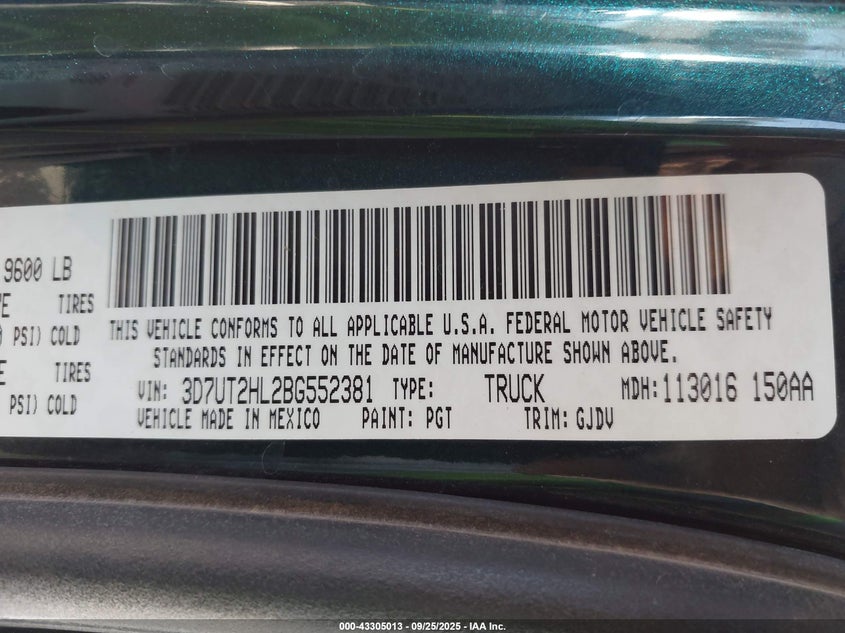 9600 LB
TIRES
PSI) COLD
TIRES
PSI) COLD
THIS VEHICLE CONFORMS TO ALL APPLICABLE U.S.A. FEDERAL MOTOR VEHICLE SAFETY
STANDARDS IN EFFECT ON THE DATE OF MANUFACTURE SHOWN ABOVE.
VIN: 3D7UT2HL2BG552381 TYPE: TRUCK MDH:113016 150AA
VEHICLE MADE IN MEXICO PAINT: PGT TRIM: GJDV
000-43305013 - 09/25/2025 - IAA Inc.